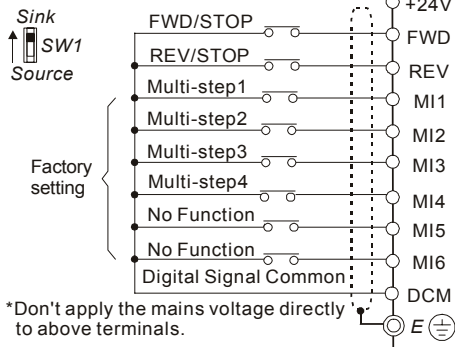 +24V
Sink
SW1
Source
FWD/STOP
FWD
REV/STOP
REV
Multi-step1
MI1
Multi-step2
MI2
Multi-step3
MI3
Factory
setting
Multi-step4
MI4
No Function
MI5
No Function
MI6
Digital Signal Common
DCM
*Don't apply the mains voltage directly
to above terminals.
E